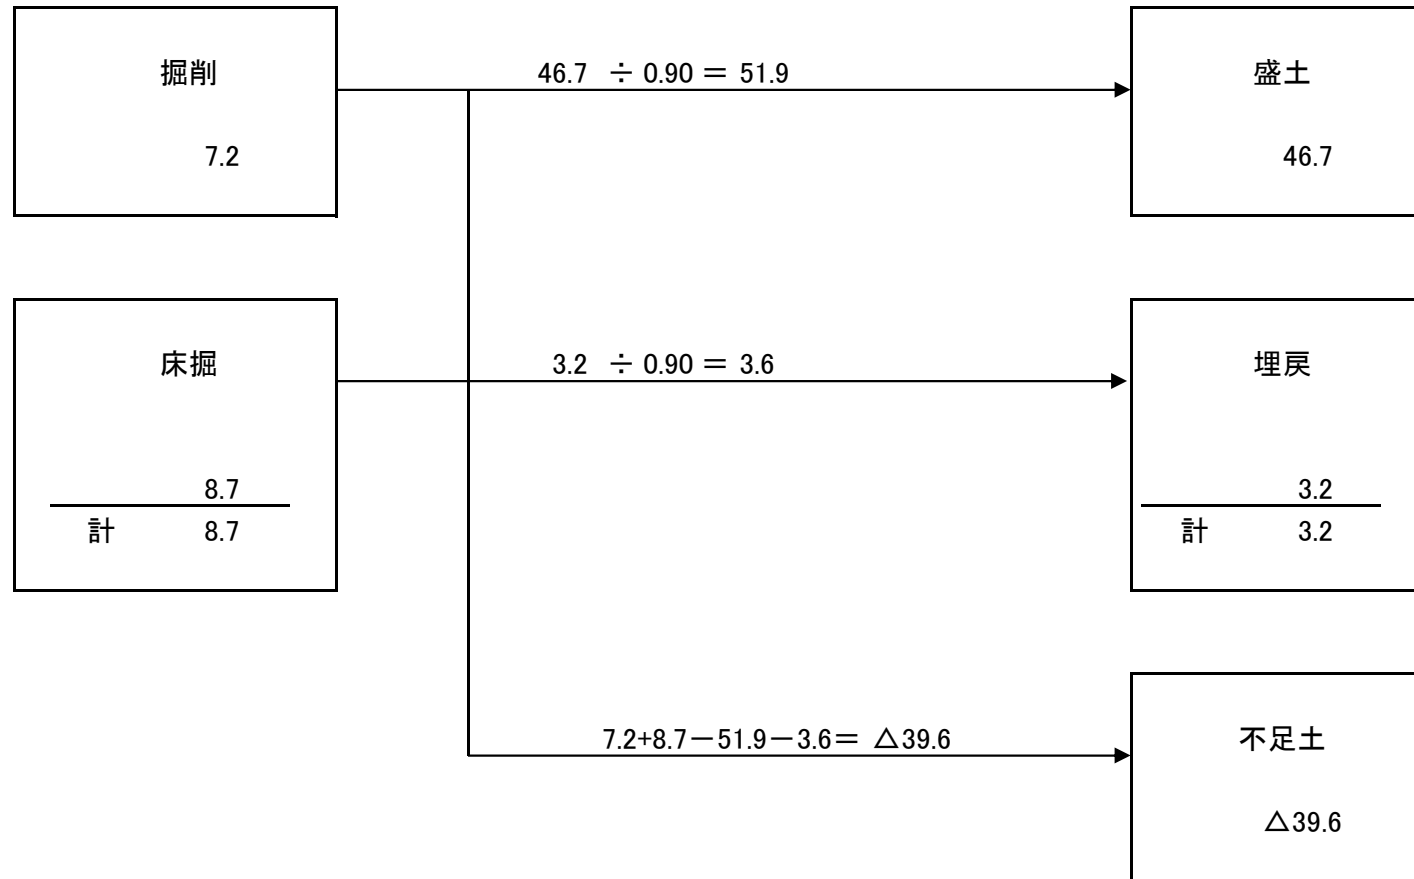 掘削
7.2
46.7 ÷ 0.90 = 51.9
盛土
46.7
床掘
8.7
計 8.7
3.2 ÷ 0.90 = 3.6
埋戻
3.2
計 3.2
7.2+8.7-51.9-3.6= △39.6
不足土
△39.6